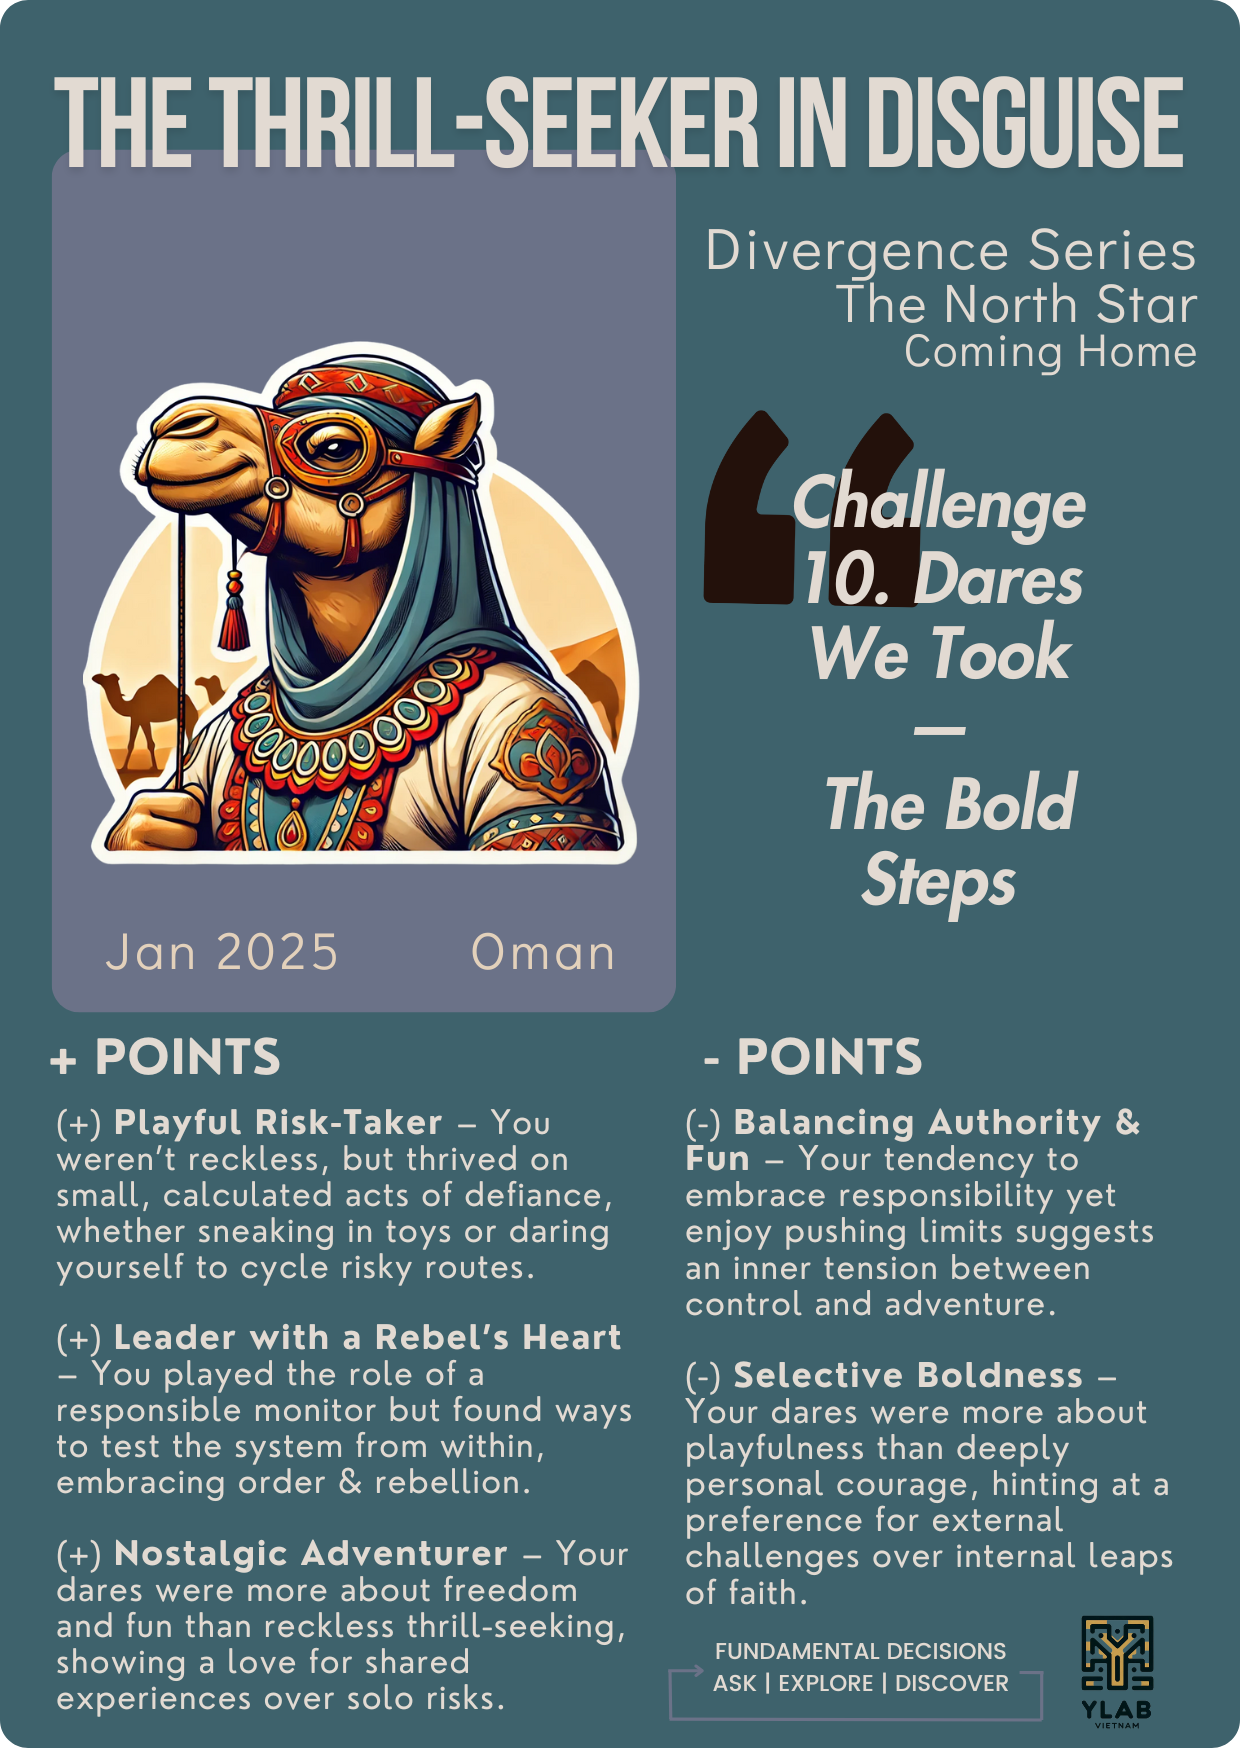 THE THRILL-SEEKER IN DISGUISE
Divergence Series
The North Star
Coming Home
Challenge
10. Dares
We Took
—
The Bold
Steps
Jan 2025 Oman
+ POINTS
(+) Playful Risk-Taker – You
weren’t reckless, but thrived on
small, calculated acts of defiance,
whether sneaking in toys or daring
yourself to cycle risky routes.
(+) Leader with a Rebel’s Heart
– You played the role of a
responsible monitor but found ways
to test the system from within,
embracing order & rebellion.
(+) Nostalgic Adventurer – Your
dares were more about freedom
and fun than reckless thrill-seeking,
showing a love for shared
experiences over solo risks.
- POINTS
(-) Balancing Authority &
Fun – Your tendency to
embrace responsibility yet
enjoy pushing limits suggests
an inner tension between
control and adventure.
(-) Selective Boldness –
Your dares were more about
playfulness than deeply
personal courage, hinting at a
preference for external
challenges over internal leaps
of faith.
FUNDAMENTAL DECISIONS
ASK | EXPLORE | DISCOVER
YLAB
VIETNAM